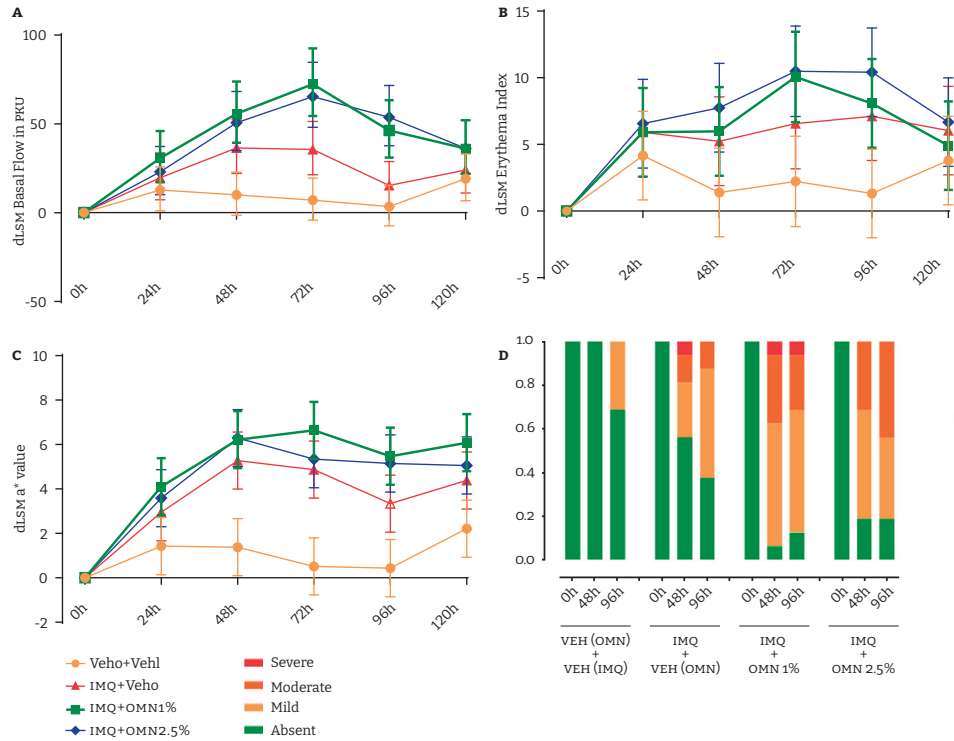 A
dLSM Basal Flow in PRU
100
50
0
-50
0h
24h
48h
72h
96h
120h
B
dLSM Erythema Index
15
10
5
0
-5
0h
24h
48h
72h
96h
120h
C
dLSM a* value
10
8
6
4
2
0
-2
0h
24h
48h
72h
96h
120h
D
1.0
0.8
0.6
0.4
0.2
0.0
0h
48h
96h
0h
48h
96h
0h
48h
96h
0h
48h
96h
VEH (OMN)
+
VEH (IMQ)
IMQ
+
VEH (OMN)
IMQ
+
OMN 1%
IMQ
+
OMN 2.5%
Veho+Vehl
IMQ+Veho
IMQ+OMN1%
IMQ+OMN2.5%
Severe
Moderate
Mild
Absent